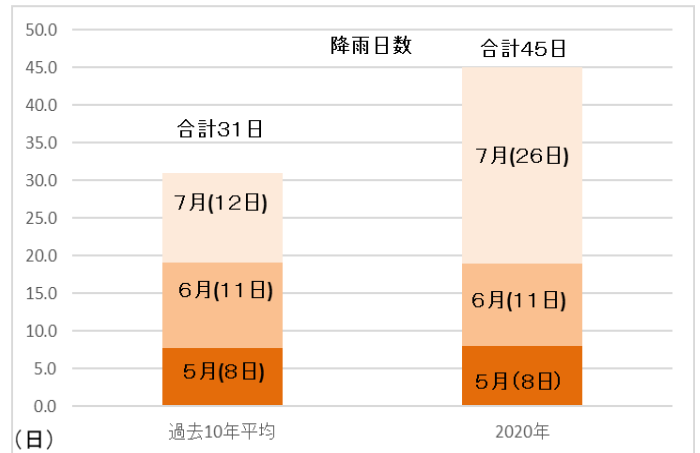 50.0
降雨日数
合計45日
45.0
40.0
合計31日
35.0
7月(26日)
30.0
7月(12日)
25.0
20.0
6月(11日)
6月(11日)
15.0
10.0
5月(8日)
5月(8日)
5.0
0.0
(日)
過去10年平均
2020年